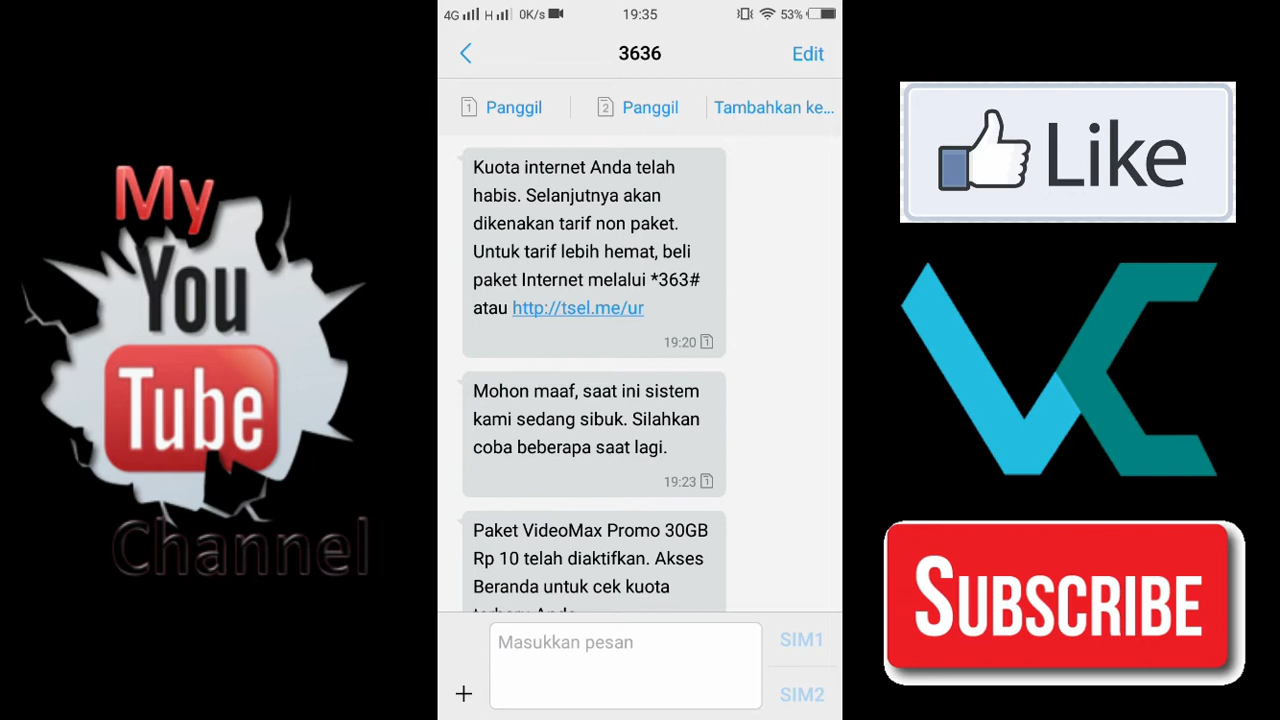 My
You
Tube
Channel
4G H 0K/s 19:35 53%
3636 Edit
1 Panggil 2 Panggil Tambahkan ke...
Kuota internet Anda telah
habis. Selanjutnya akan
dikenakan tarif non paket.
Untuk tarif lebih hemat, beli
paket Internet melalui *363#
atau http://tsel.me/ur
19:20 1
Mohon maaf, saat ini sistem
kami sedang sibuk. Silahkan
coba beberapa saat lagi.
19:23 1
Paket VideoMax Promo 30GB
Rp 10 telah diaktifkan. Akses
Beranda untuk cek kuota
Masukkan pesan
SIM1
SIM2
Like
VC
SUBSCRIBE